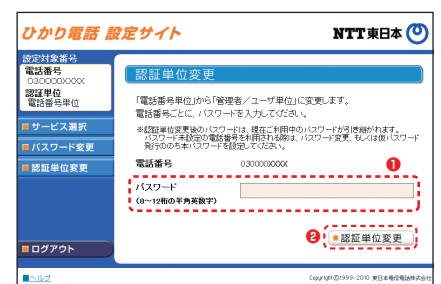 ひかり電話 設定サイト
NTT東日本
設定対象番号
電話番号
030000XXXX
認証単位
電話番号単位
■サービス選択
■パスワード変更
■認証単位変更
■ログアウト
■ヘルプ
認証単位変更
「電話番号単位」から「管理者／ユーザ単位」に変更します。
電話番号ごとに、パスワードを入力してください。
※認証単位変更後のパスワードは、現在ご利用中のパスワードが引き継がれます。
パスワード未設定の電話番号を利用される際は、パスワード変更、もしくは仮パスワード
発行ののち本パスワードを設定してください。
電話番号 030000XXXX
❶
パスワード
(8～12桁の半角英数字)
❷ ■認証単位変更
Copyright©1999-2010 東日本電信電話株式会社